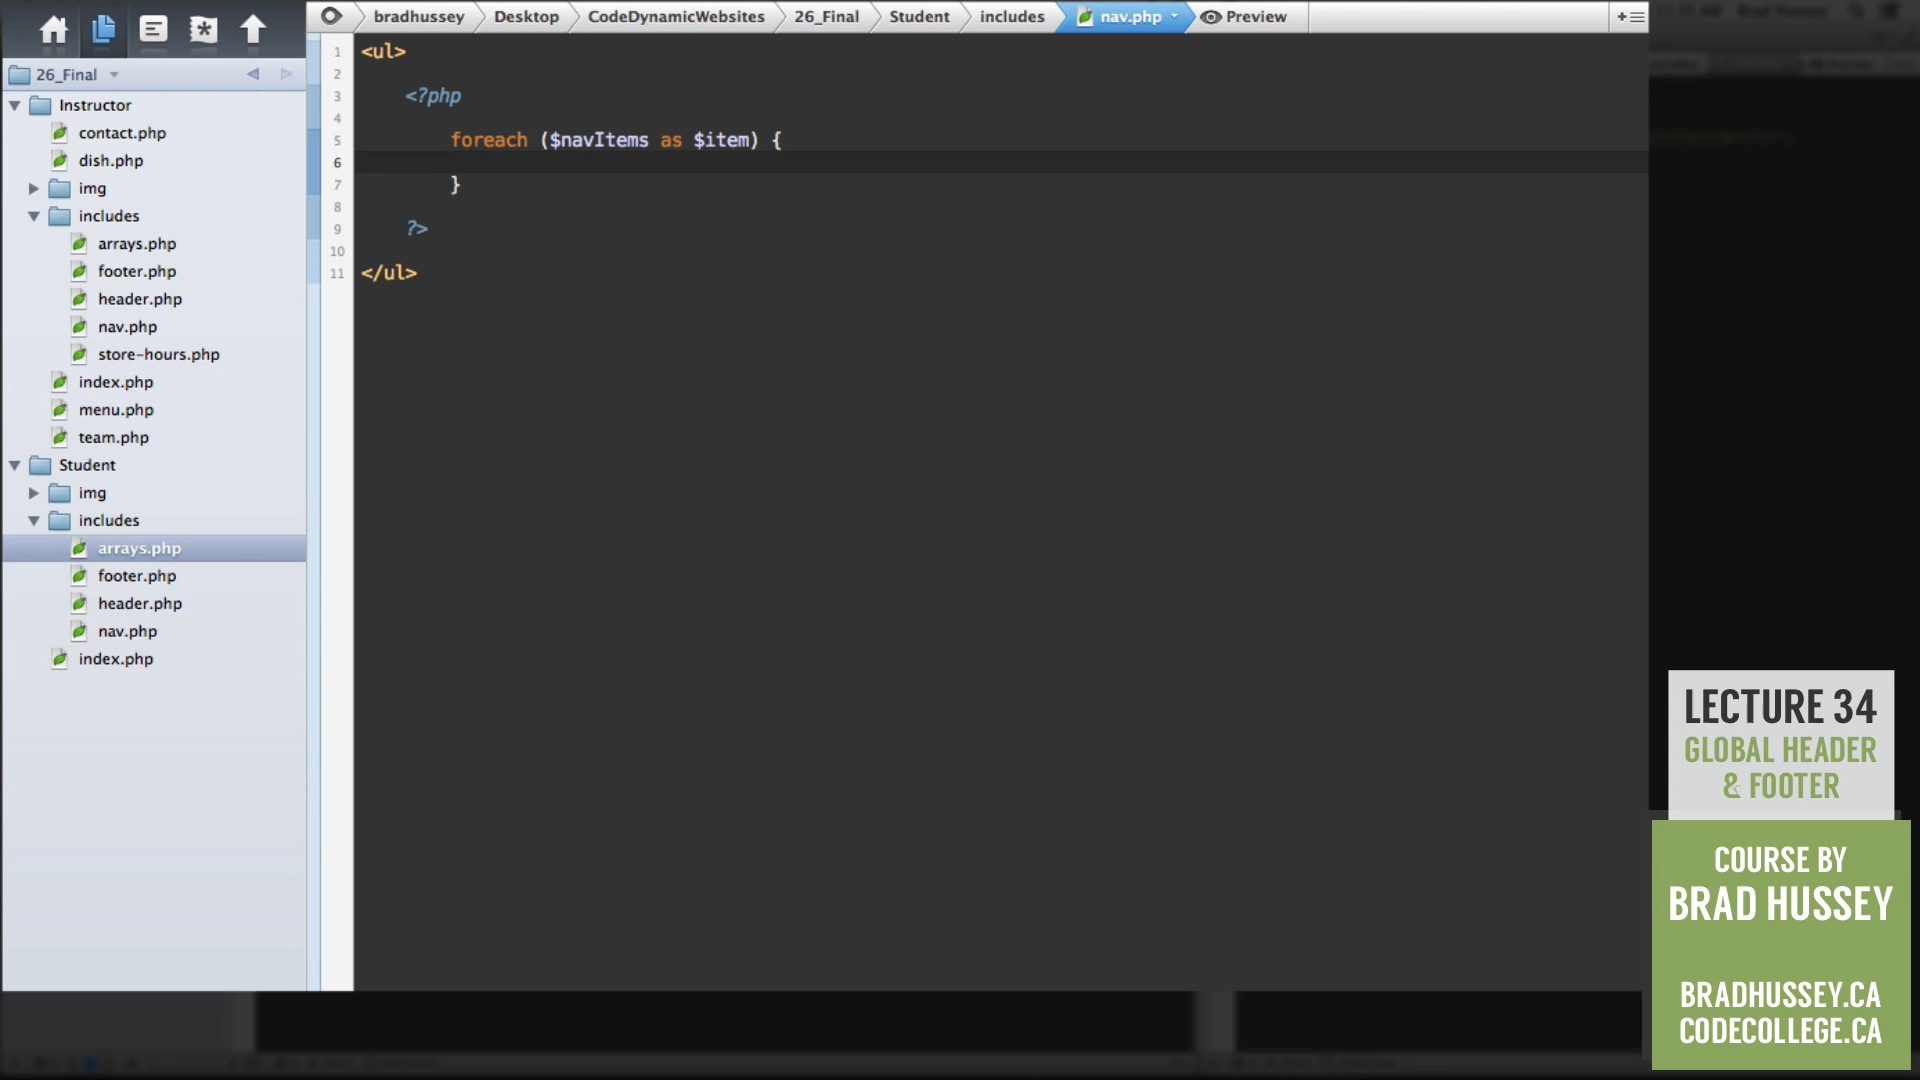 bradhussey Desktop CodeDynamicWebsites 26_Final Student includes nav.php Preview
26_Final
Instructor
contact.php
dish.php
img
includes
arrays.php
footer.php
header.php
nav.php
store-hours.php
index.php
menu.php
team.php
Student
img
includes
arrays.php
footer.php
header.php
nav.php
index.php
1 <ul>
2
3 <?php
4
5 foreach ($navItems as $item) {
6
7 }
8
9 ?>
10
11 </ul>
LECTURE 34
GLOBAL HEADER
& FOOTER
COURSE BY
BRAD HUSSEY
BRADHUSSEY.CA
CODECOLLEGE.CA